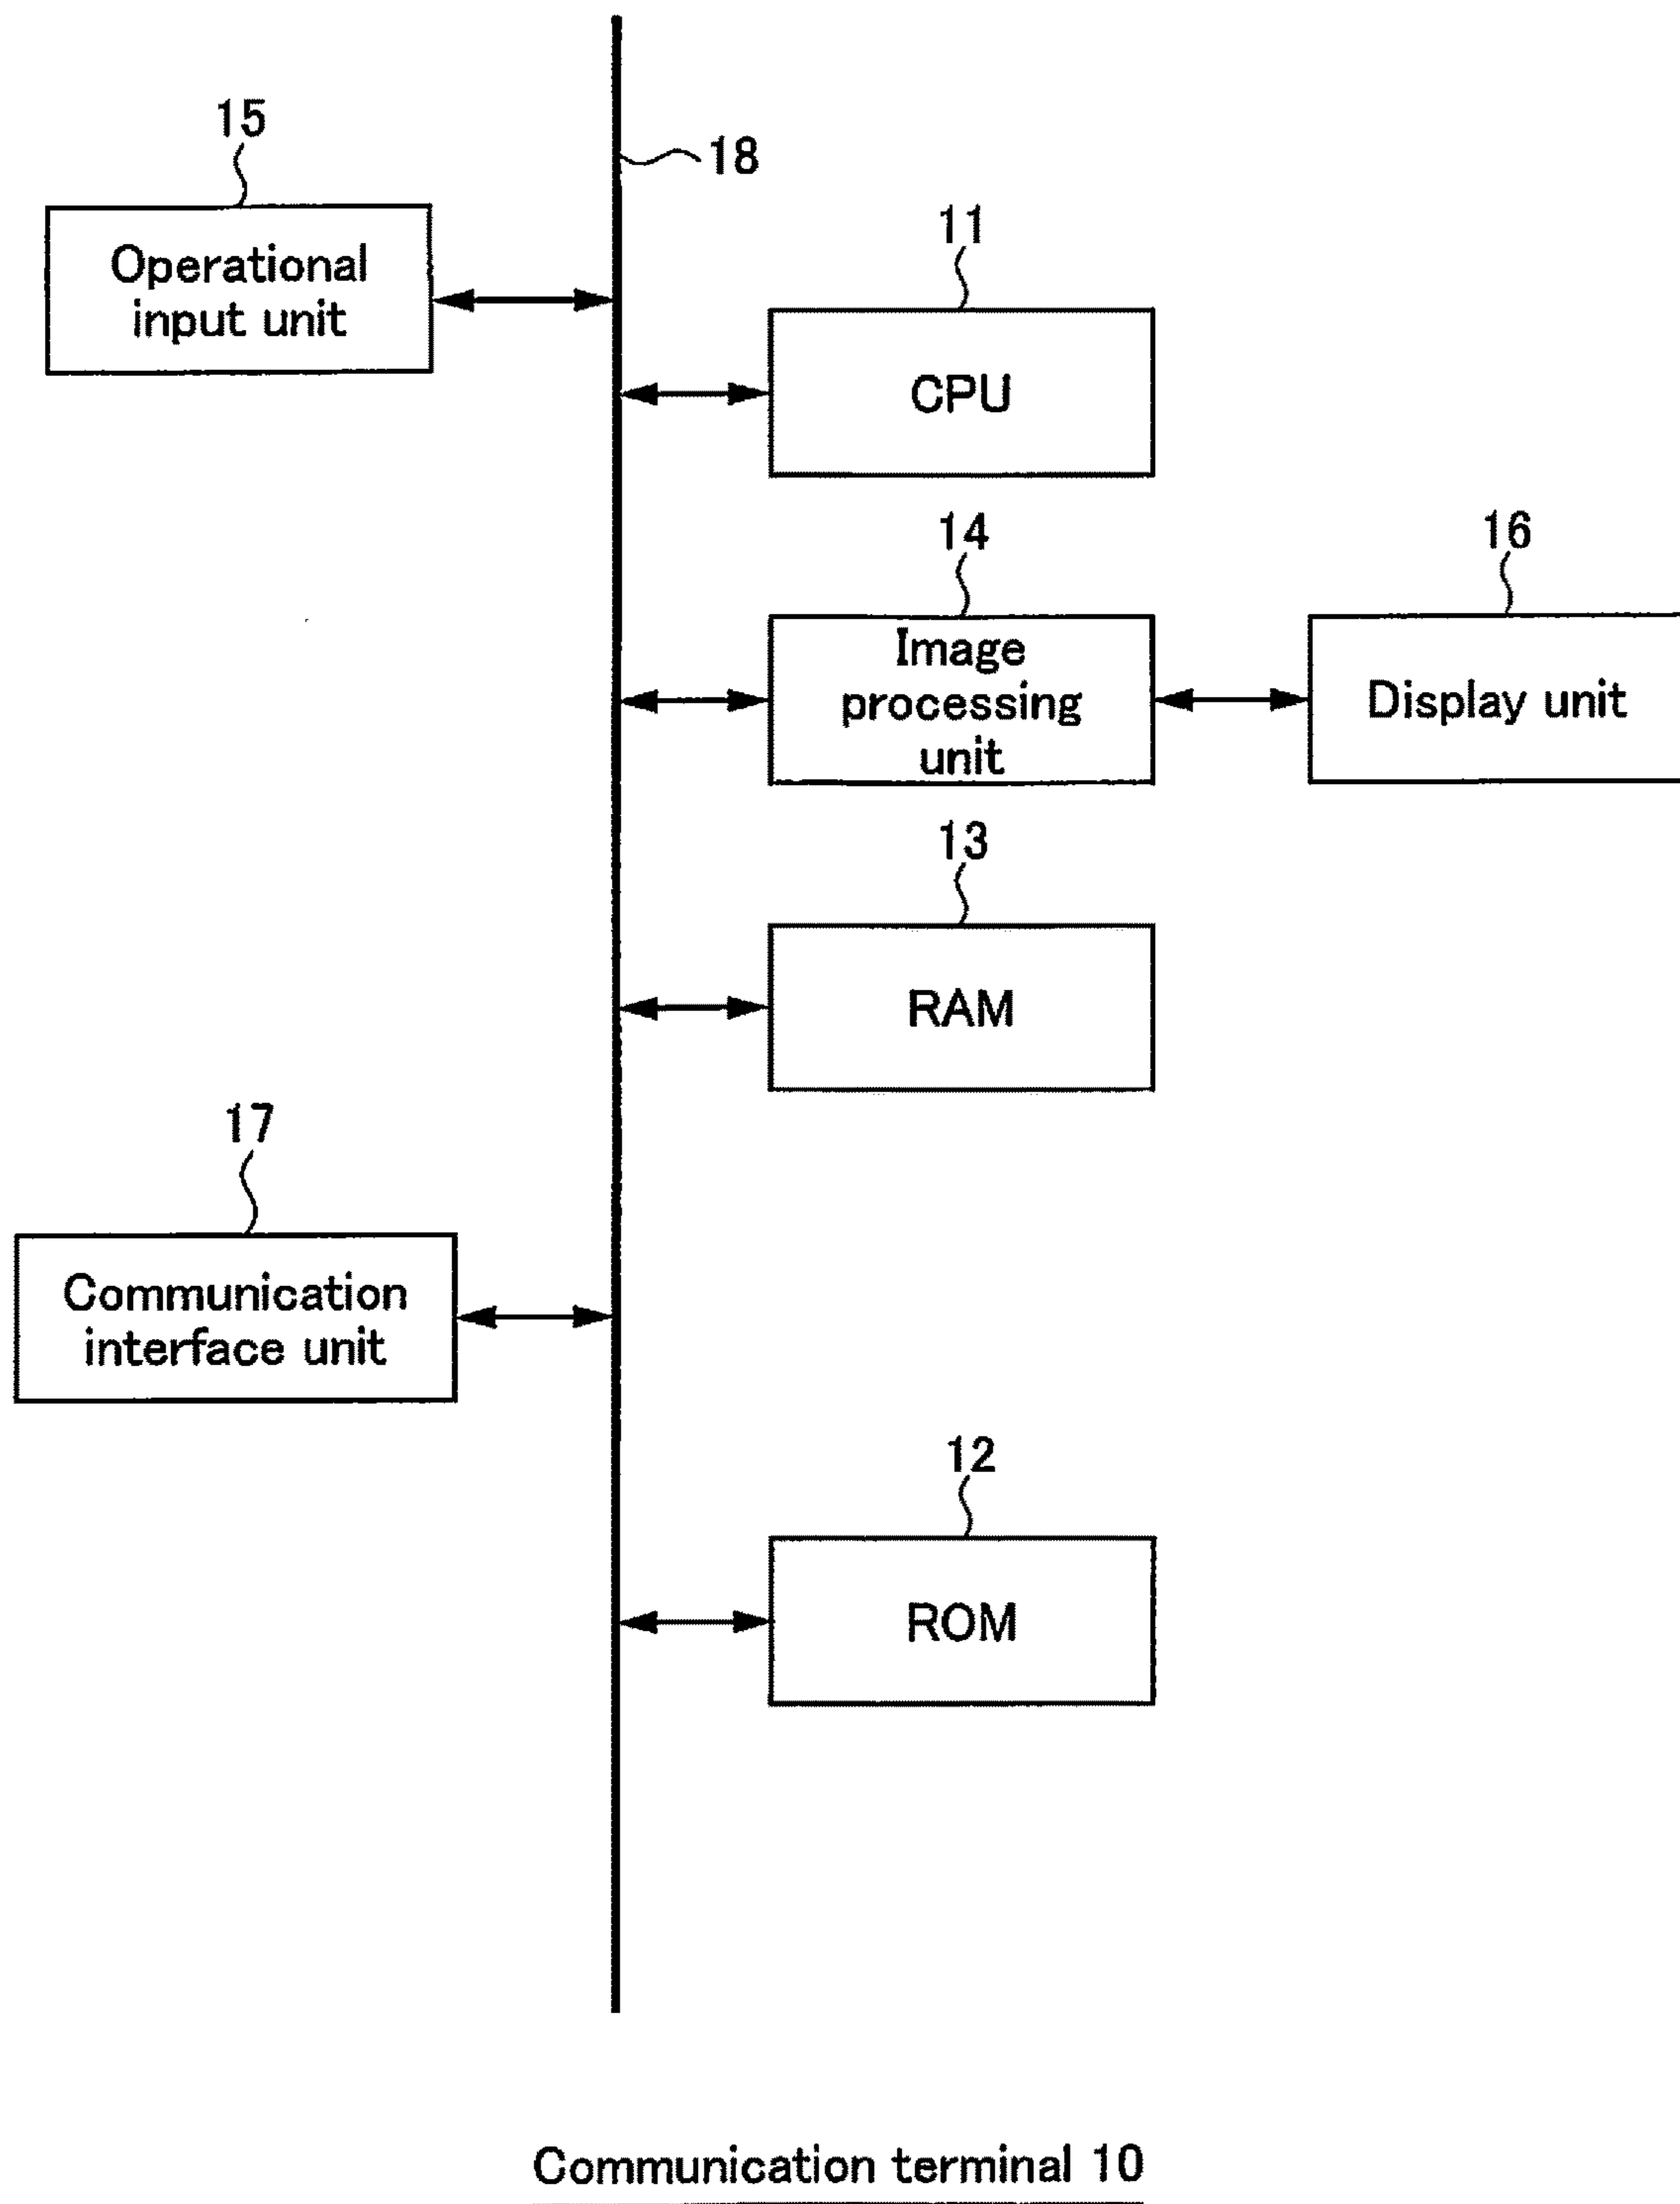 15
18
Operational
input unit
11
CPU
14
16
Image
processing
unit
Display unit
13
RAM
17
Communication
interface unit
12
ROM
Communication terminal 10